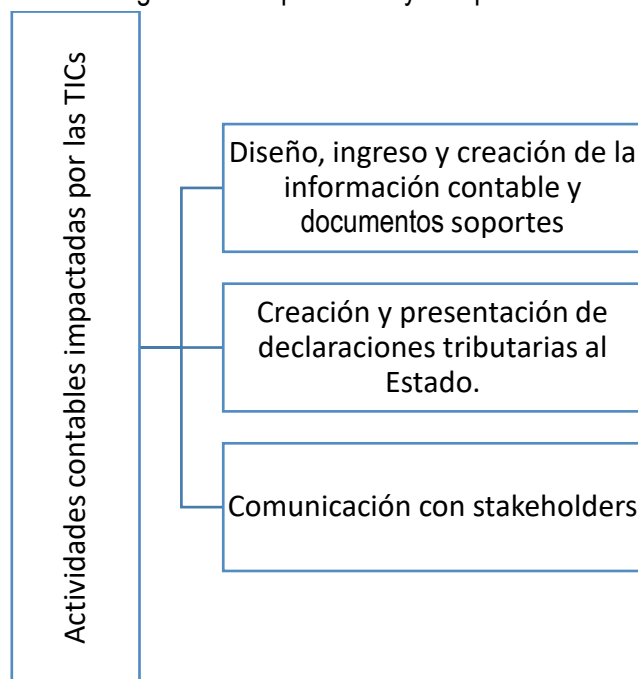 Actividades contables impactadas por las TICs
Diseño, ingreso y creación de la
información contable y
documentos soportes
Creación y presentación de
declaraciones tributarias al
Estado.
Comunicación con stakeholders